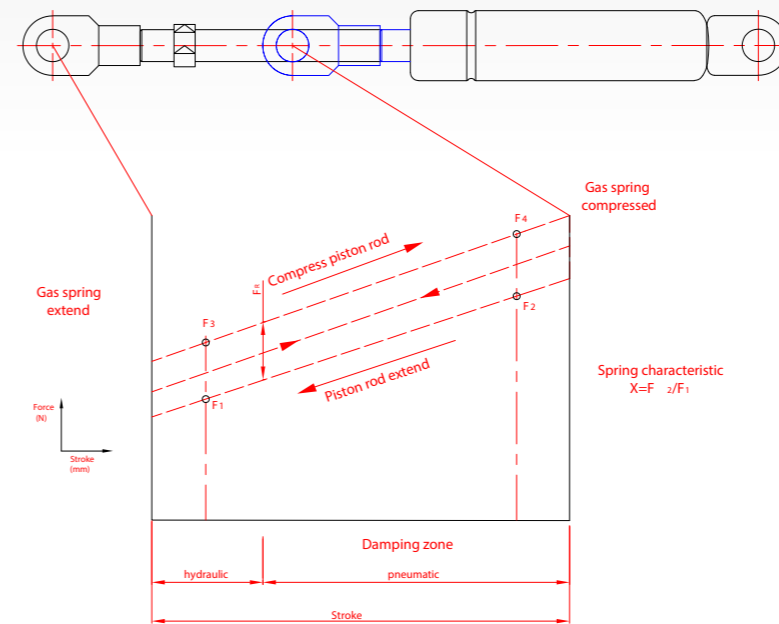 Gas spring
compressed
F4
Compress piston rod
FR
Gas spring
extend
F3
F2
Piston rod extend
Spring characteristic
X=F 2/F1
F1
Force
(N)
Stroke
(mm)
Damping zone
hydraulic
pneumatic
Stroke